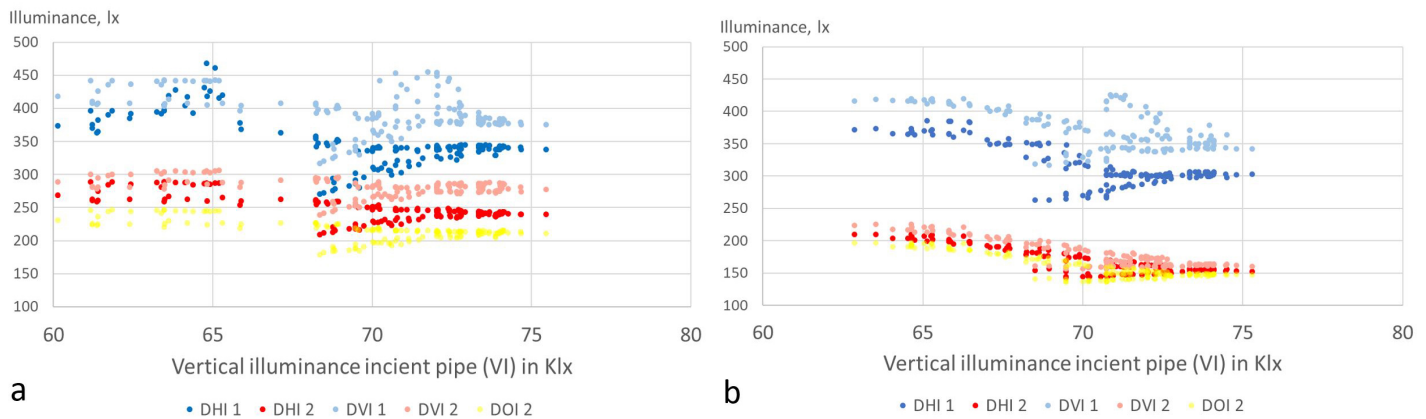 Illuminance, lx
500
450
400
350
300
250
200
150
100
60 65 70 75 80
Vertical illuminance incient pipe (VI) in Klx
a
DHI 1 DHI 2 DVI 1 DVI 2 DOI 2
Illuminance, lx
500
450
400
350
300
250
200
150
100
60 65 70 75 80
Vertical illuminance incient pipe (VI) in Klx
b
DHI 1 DHI 2 DVI 1 DVI 2 DOI 2